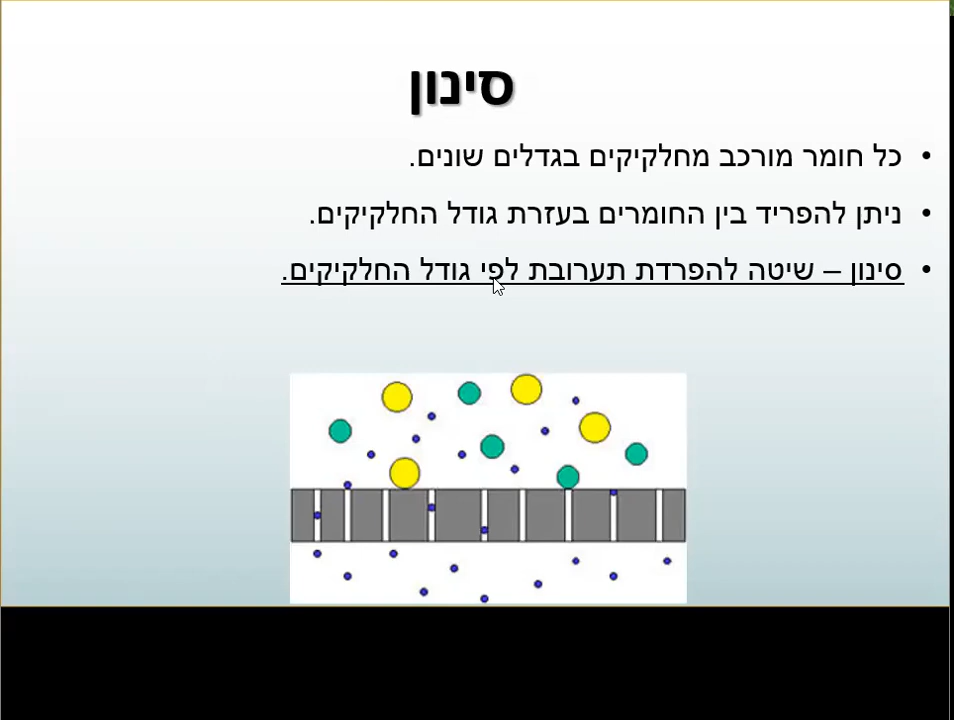 סינון
• כל חומר מורכב מחלקיקים בגדלים שונים.
• ניתן להפריד בין החומרים בעזרת גודל החלקיקים.
• סינון – שיטה להפרדת תערובת לפי גודל החלקיקים.